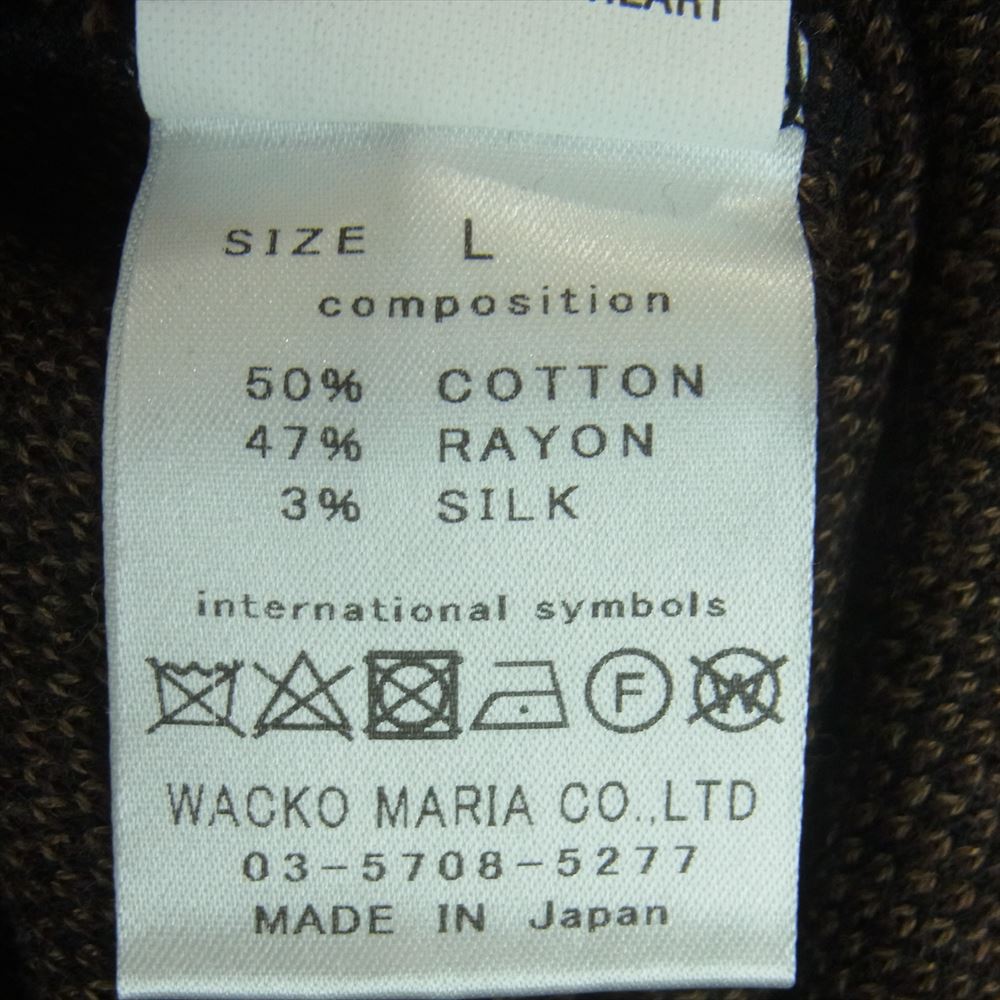 SIZE L
composition
50% COTTON
47% RAYON
3% SILK
international symbols
F W
WACKO MARIA CO.,LTD
03-5708-5277
MADE IN Japan